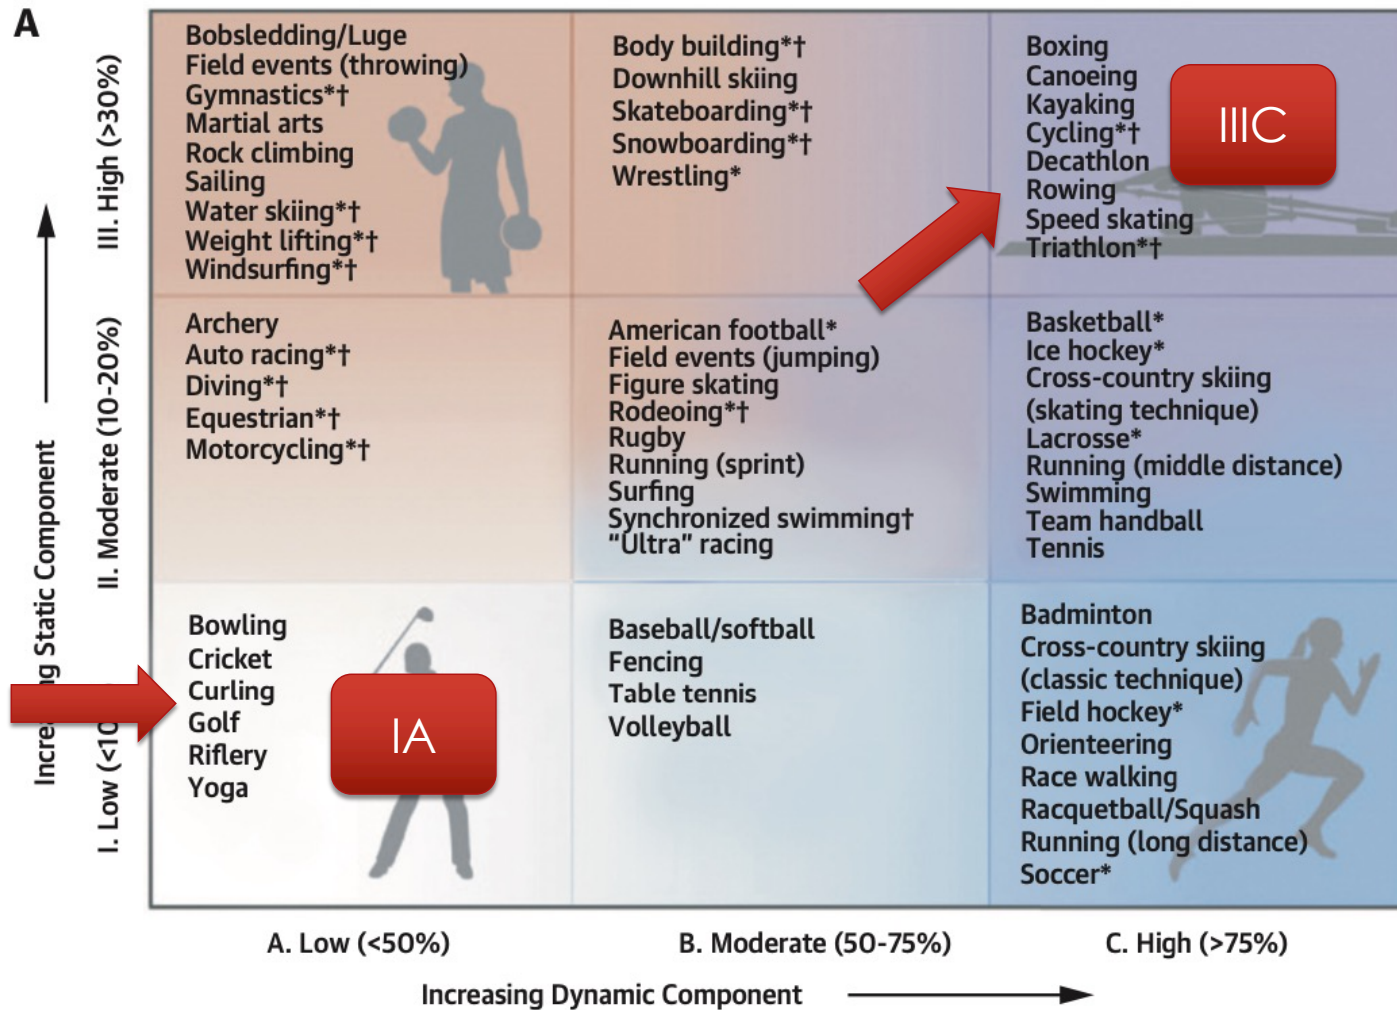 A
III. High (>30%)
II. Moderate (10-20%)
I. Low (<10
Increasing Static Component
Bobsledding/Luge
Field events (throwing)
Gymnastics*†
Martial arts
Rock climbing
Sailing
Water skiing*†
Weight lifting*†
Windsurfing*†
Body building*†
Downhill skiing
Skateboarding*†
Snowboarding*†
Wrestling*
Boxing
Canoeing
Kayaking
Cycling*†
Decathlon
Rowing
Speed skating
Triathlon*†
IIIC
Archery
Auto racing*†
Diving*†
Equestrian*†
Motorcycling*†
American football*
Field events (jumping)
Figure skating
Rodeoing*†
Rugby
Running (sprint)
Surfing
Synchronized swimming†
“Ultra” racing
Basketball*
Ice hockey*
Cross-country skiing
(skating technique)
Lacrosse*
Running (middle distance)
Swimming
Team handball
Tennis
Bowling
Cricket
Curling
Golf
Riflery
Yoga
IA
Baseball/softball
Fencing
Table tennis
Volleyball
Badminton
Cross-country skiing
(classic technique)
Field hockey*
Orienteering
Race walking
Racquetball/Squash
Running (long distance)
Soccer*
A. Low (<50%)
B. Moderate (50-75%)
C. High (>75%)
Increasing Dynamic Component